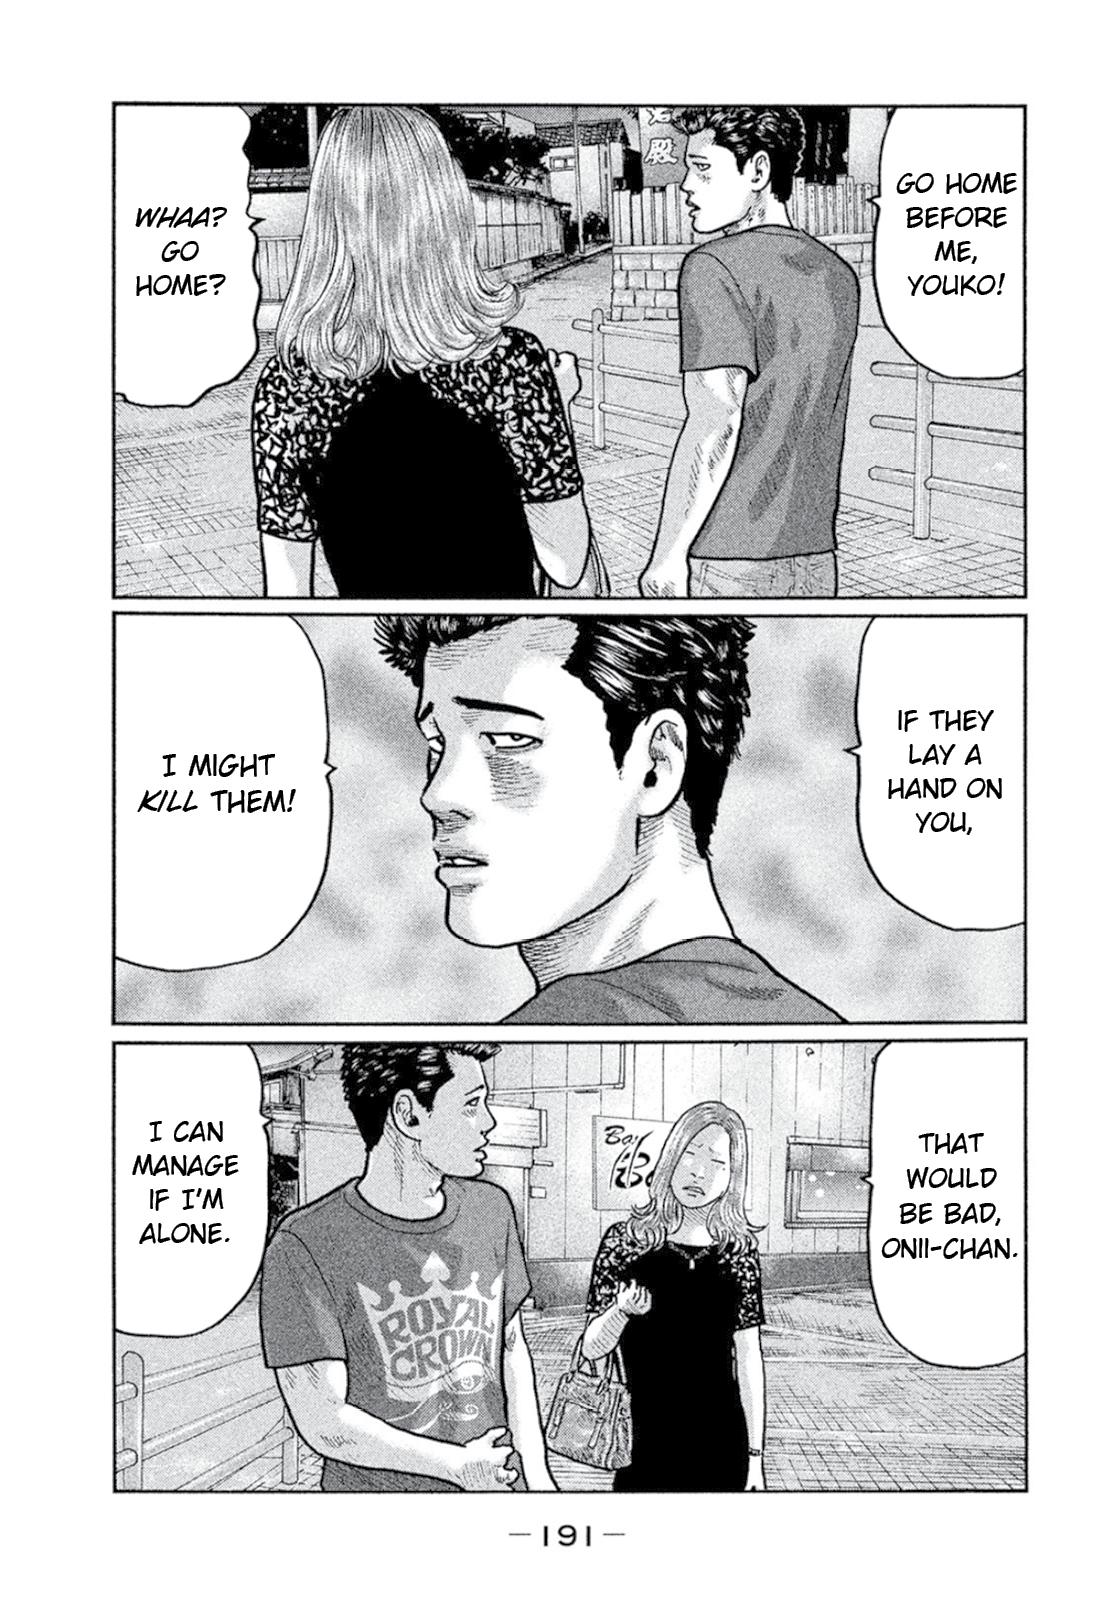 GO HOME
BEFORE
ME,
YOUKO!
WHAA?
GO
HOME?
殿
IF THEY
LAY A
HAND ON
YOU,
I MIGHT
KILL THEM!
THAT
WOULD
BE BAD,
ONII-CHAN.
I CAN
MANAGE
IF I'M
ALONE.
ROYAL
CROWN
－191－